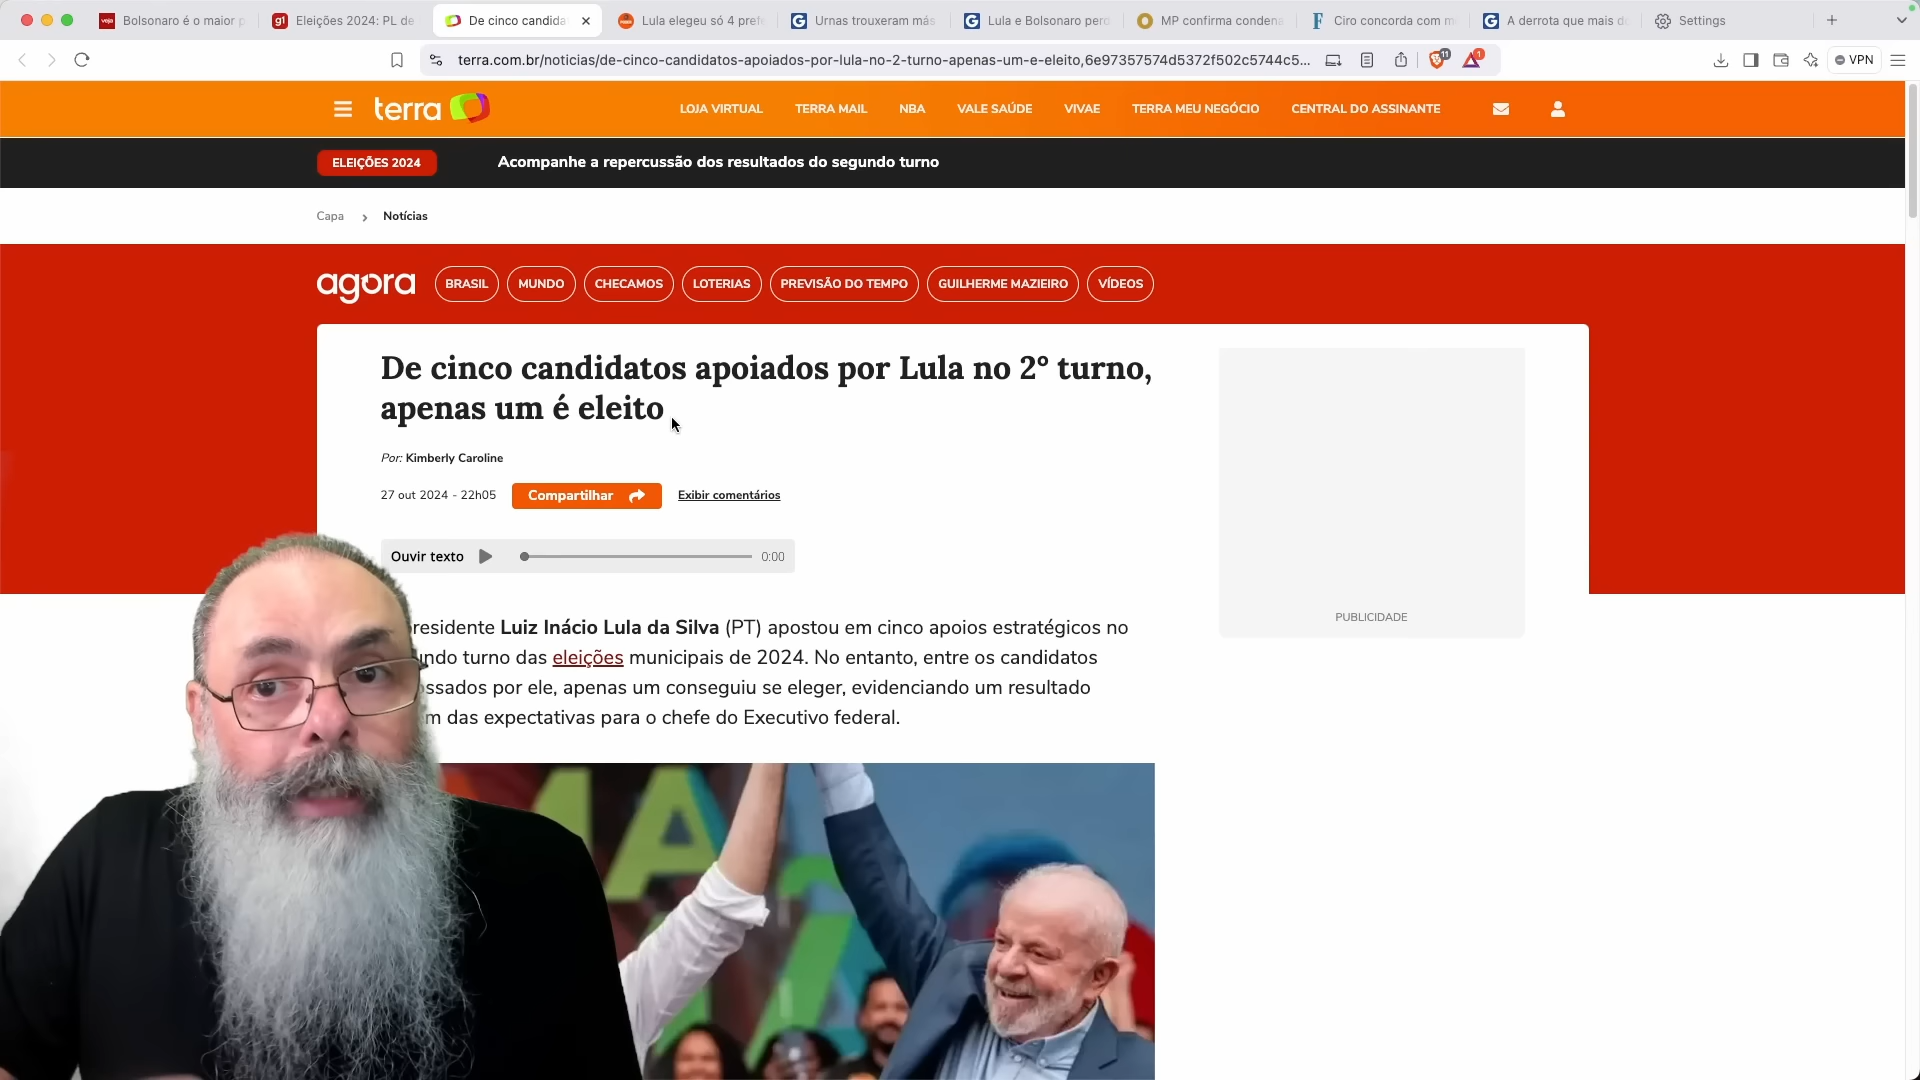 Bolsonaro é o maior p
Eleições 2024: PL de
De cinco candida
Lula elegeu só 4 pref
Urnas trouxeram más
Lula e Bolsonaro perd
MP confirma condena
Ciro concorda com m
A derrota que mais d
Settings
terra.com.br/noticias/de-cinco-candidatos-apoiados-por-lula-no-2-turno-apenas-um-e-eleito,6e97357574d5372f502c5744c5...
11
1
VPN
terra
LOJA VIRTUAL
TERRA MAIL
NBA
VALE SAÚDE
VIVAE
TERRA MEU NEGÓCIO
CENTRAL DO ASSINANTE
ELEIÇÕES 2024
Acompanhe a repercussão dos resultados do segundo turno
Capa > Notícias
agora
BRASIL
MUNDO
CHECAMOS
LOTERIAS
PREVISÃO DO TEMPO
GUILHERME MAZIEIRO
VÍDEOS
De cinco candidatos apoiados por Lula no 2º turno,
apenas um é eleito
Por: Kimberly Caroline
27 out 2024 - 22h05
Compartilhar
Exibir comentários
Ouvir texto
0:00
residente Luiz Inácio Lula da Silva (PT) apostou em cinco apoios estratégicos no
ndo turno das eleições municipais de 2024. No entanto, entre os candidatos
ossados por ele, apenas um conseguiu se eleger, evidenciando um resultado
m das expectativas para o chefe do Executivo federal.
PUBLICIDADE
MA